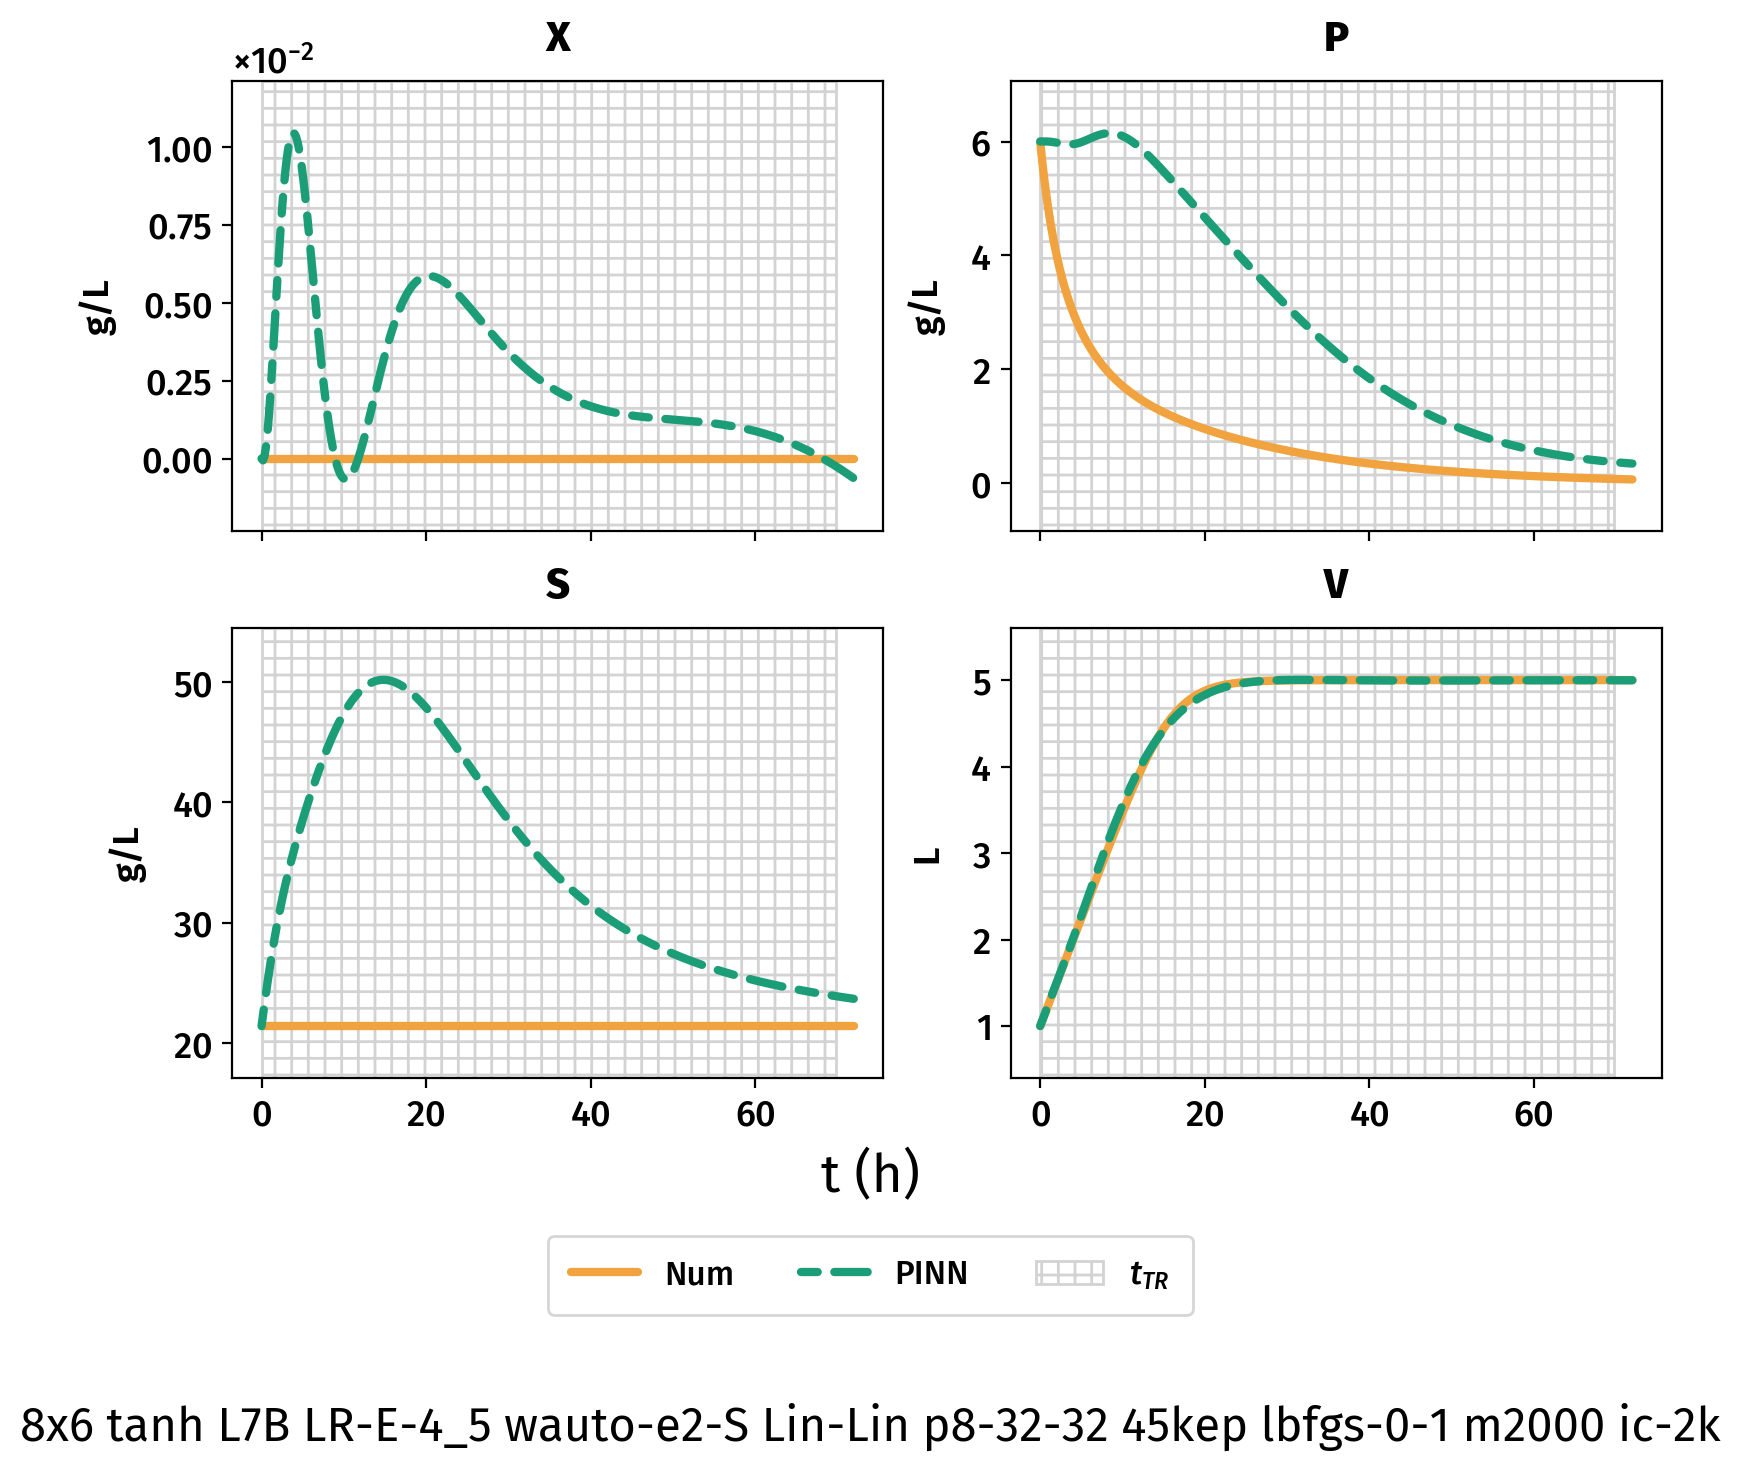 X
×10⁻²
g/L
1.00
0.75
0.50
0.25
0.00
P
g/L
6
4
2
0
S
g/L
50
40
30
20
0 20 40 60
V
L
5
4
3
2
1
0 20 40 60
t (h)
Num PINN t_TR
8x6 tanh L7B LR-E-4_5 wauto-e2-S Lin-Lin p8-32-32 45kep lbfgs-0-1 m2000 ic-2k